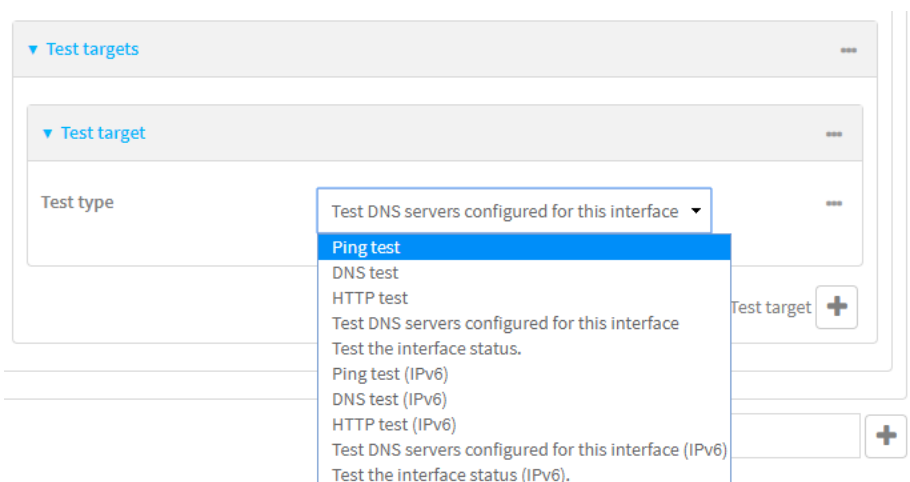 Test targets
Test target
Test type
Test DNS servers configured for this interface
Ping test
DNS test
HTTP test
Test DNS servers configured for this interface
Test the interface status.
Ping test (IPv6)
DNS test (IPv6)
HTTP test (IPv6)
Test DNS servers configured for this interface (IPv6)
Test the interface status (IPv6).
Test target